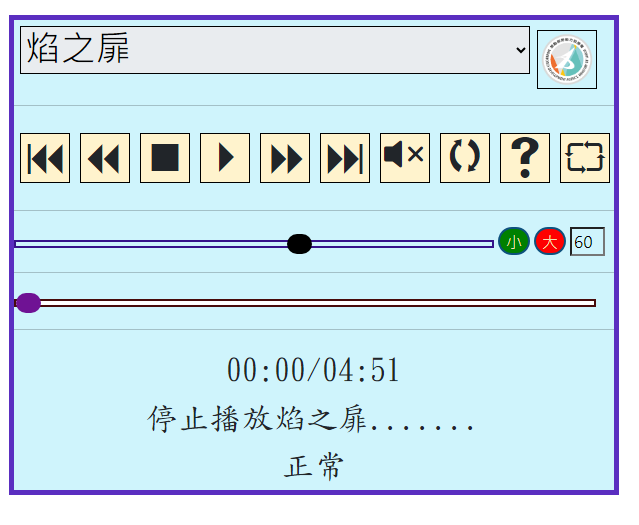 焰之扉
?
小 大 60
00:00/04:51
停止播放焰之扉.......
正常